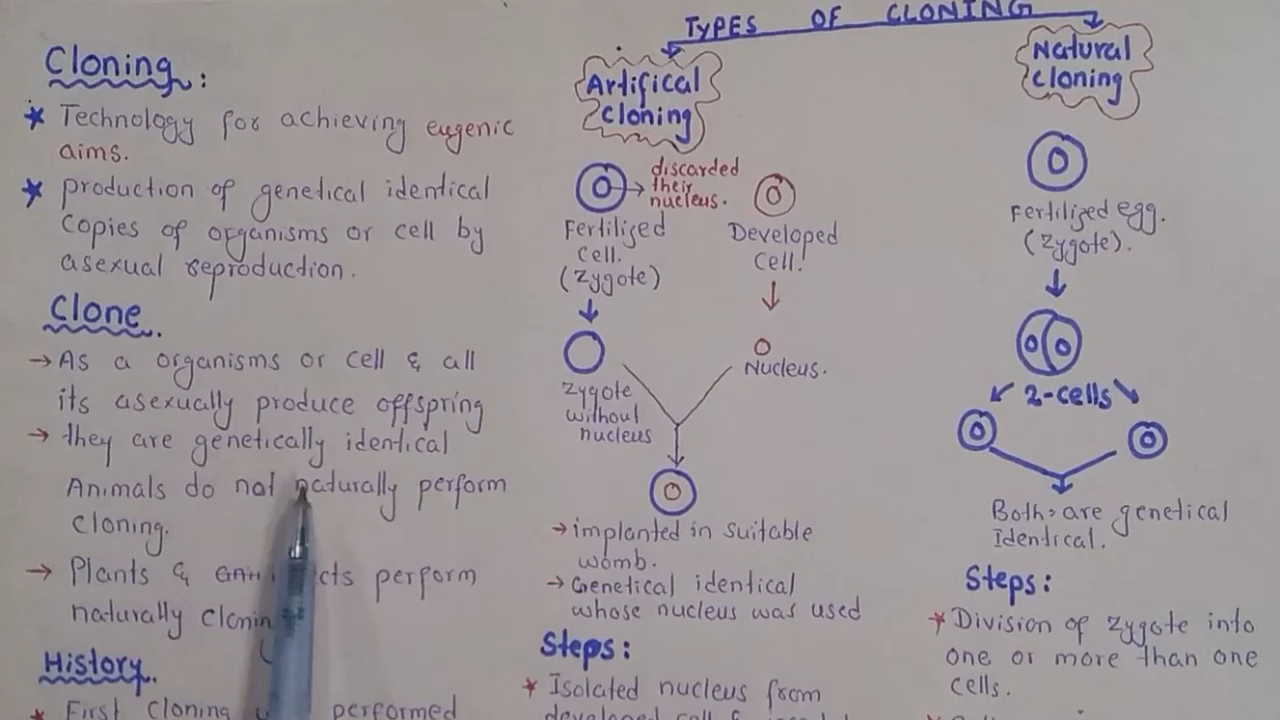 TYPES OF CLONING
Cloning:
Technology for achieving eugenic
aims.
production of genetical identical
copies of organisms or cell by
asexual reproduction.
Clone
→ As a organisms or cell & all
its asexually produce offspring
→ they are genetically identical
Animals do not naturally perform
cloning.
→ Plants & perform
naturally
History
First cloning performed
Artifical
cloning
discarded
their
nucleus.
Fertilized
cell.
(Zygote)
Developed
cell.
Zygote
without
nucleus
Nucleus.
→ implanted in suitable
womb.
→ Genetical identical
whose nucleus was used
Steps:
Isolated nucleus from
developed cell &
Natural
cloning
Fertilized egg.
(Zygote).
2-cells
Both are genetical
identical.
Steps:
Division of zygote into
one or more than one
cells.